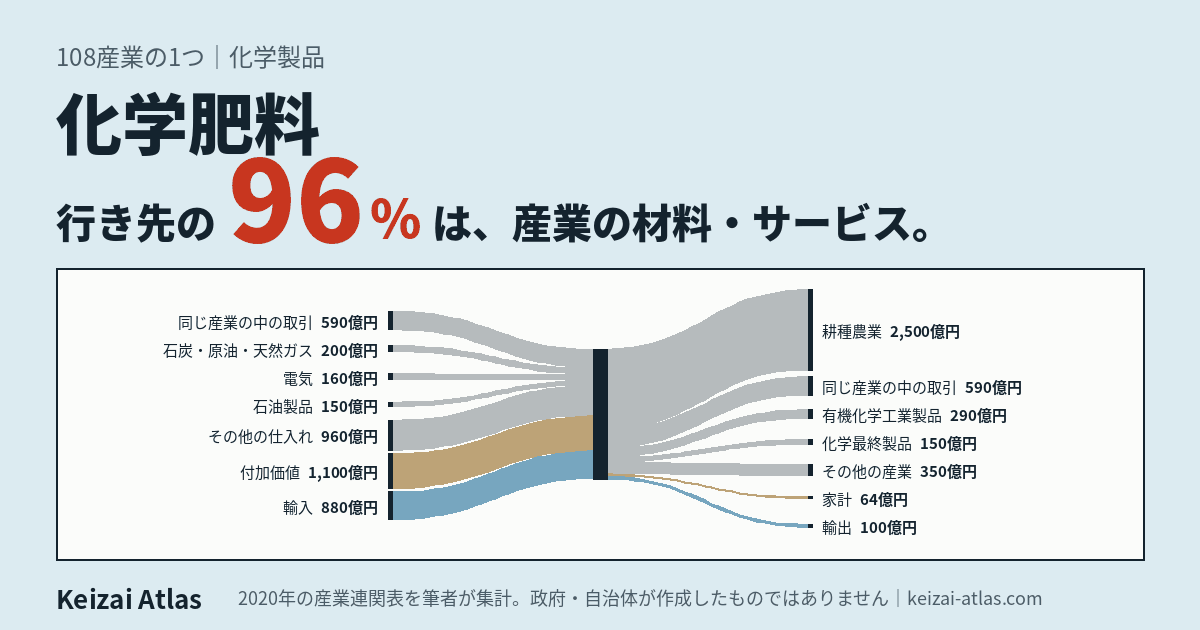 108産業の1つ｜化学製品
化学肥料
行き先の 96% は、産業の材料・サービス。
同じ産業の中の取引 590億円
石炭・原油・天然ガス 200億円
電気 160億円
石油製品 150億円
その他の仕入れ 960億円
付加価値 1,100億円
輸入 880億円
耕種農業 2,500億円
同じ産業の中の取引 590億円
有機化学工業製品 290億円
化学最終製品 150億円
その他の産業 350億円
家計 64億円
輸出 100億円
Keizai Atlas 2020年の産業連関表を筆者が集計。政府・自治体が作成したものではありません｜keizai-atlas.com